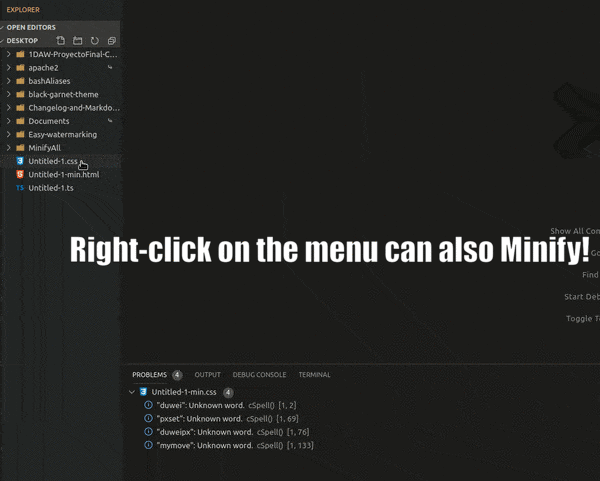 EXPLORER
OPEN EDITORS
DESKTOP
1DAW-ProyectoFinal-C...
apache2
bashAliases
black-garnet-theme
Changelog-and-Markdo...
Documents
Easy-watermarking
MinifyAll
Untitled-1.css
Untitled-1-min.html
TS Untitled-1.ts
Right-click on the menu can also Minify!
Show All Com
Go
Find
Start Deb
Toggle Te
PROBLEMS 4 OUTPUT DEBUG CONSOLE TERMINAL
Untitled-1-min.css 4
"duwei": Unknown word. cSpell() [1, 2]
"pxset": Unknown word. cSpell() [1, 69]
"duweipx": Unknown word. cSpell() [1, 76]
"mymove": Unknown word. cSpell() [1, 133]